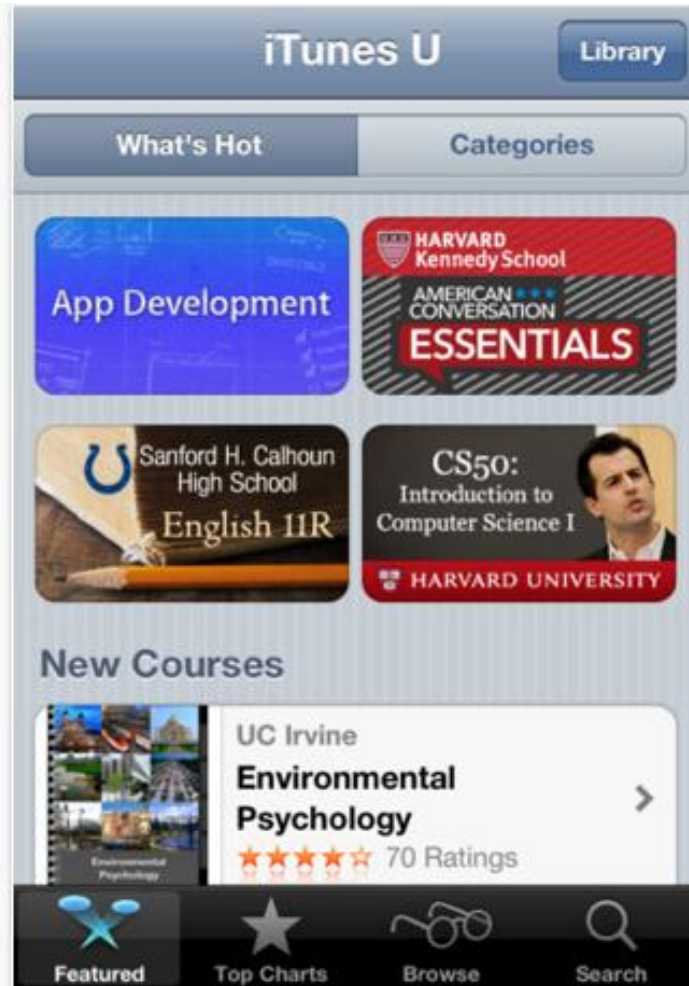 iTunes U
Library
What's Hot
Categories
App Development
HARVARD
Kennedy School
AMERICAN
CONVERSATION
ESSENTIALS
Sanford H. Calhoun
High School
English 11R
CS50:
Introduction to
Computer Science I
HARVARD UNIVERSITY
New Courses
UC Irvine
Environmental
Psychology
70 Ratings
Environmental
Psychology
Featured
Top Charts
Browse
Search